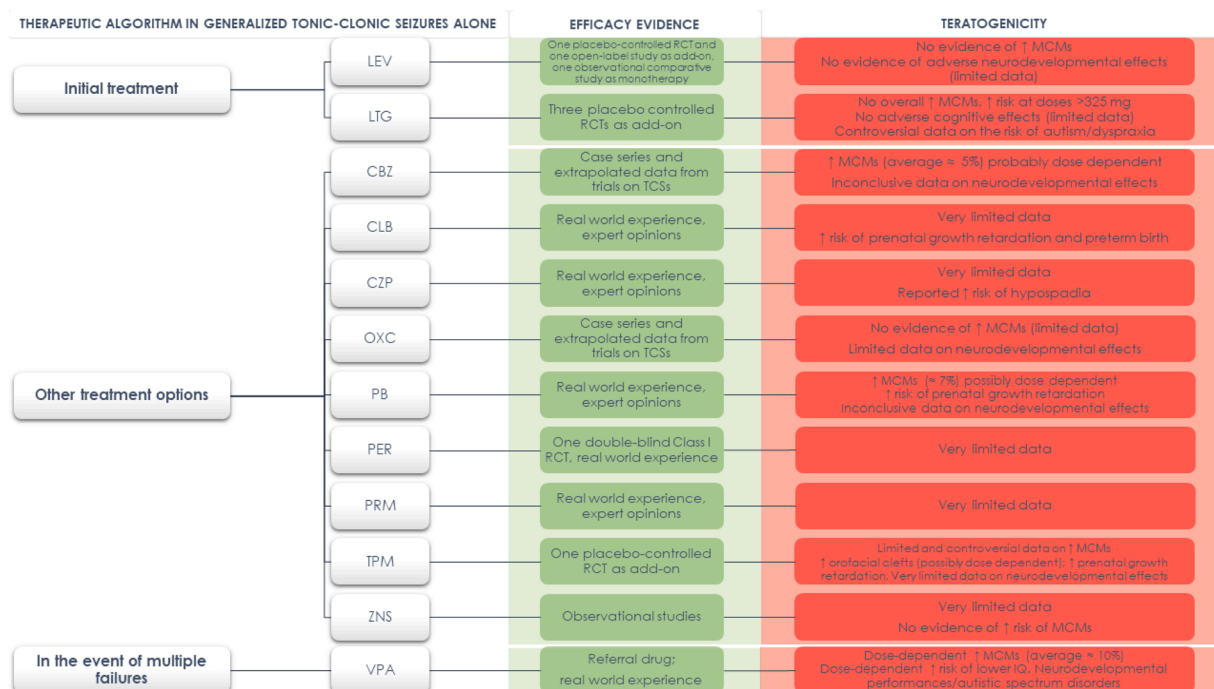 THERAPEUTIC ALGORITHM IN GENERALIZED TONIC-CLONIC SEIZURES ALONE
EFFICACY EVIDENCE
TERATOGENICITY
Initial treatment
LEV
One placebo-controlled RCT and
one open-label study as add-on,
one observational comparative
study as monotherapy
No evidence of ↑ MCMs
No evidence of adverse neurodevelopmental effects
(limited data)
LTG
Three placebo controlled
RCTs as add-on
No overall ↑ MCMs, ↑ risk at doses >325 mg
No adverse cognitive effects (limited data)
Controversial data on the risk of autism/dyspraxia
Other treatment options
CBZ
Case series and
extrapolated data from
trials on TCSs
↑ MCMs (average ≈ 5%) probably dose dependent
Inconclusive data on neurodevelopmental effects
CLB
Real world experience,
expert opinions
Very limited data
↑ risk of prenatal growth retardation and preterm birth
CZP
Real world experience,
expert opinions
Very limited data
Reported ↑ risk of hypospadia
OXC
Case series and
extrapolated data from
trials on TCSs
No evidence of ↑ MCMs (limited data)
Limited data on neurodevelopmental effects
PB
Real world experience,
expert opinions
↑ MCMs (≈ 7%) possibly dose dependent
↑ risk of prenatal growth retardation
Inconclusive data on neurodevelopmental effects
PER
One double-blind Class I
RCT, real world experience
Very limited data
PRM
Real world experience,
expert opinions
Very limited data
TPM
One placebo-controlled
RCT as add-on
Limited and controversial data on ↑ MCMs
↑ orofacial clefts (possibly dose dependent); ↑ prenatal growth
retardation. Very limited data on neurodevelopmental effects
ZNS
Observational studies
Very limited data
No evidence of ↑ risk of MCMs
In the event of multiple
failures
VPA
Referral drug;
real world experience
Dose-dependent ↑ MCMs (average ≈ 10%)
Dose-dependent ↑ risk of lower IQ. Neurodevelopmental
performances/autistic spectrum disorders